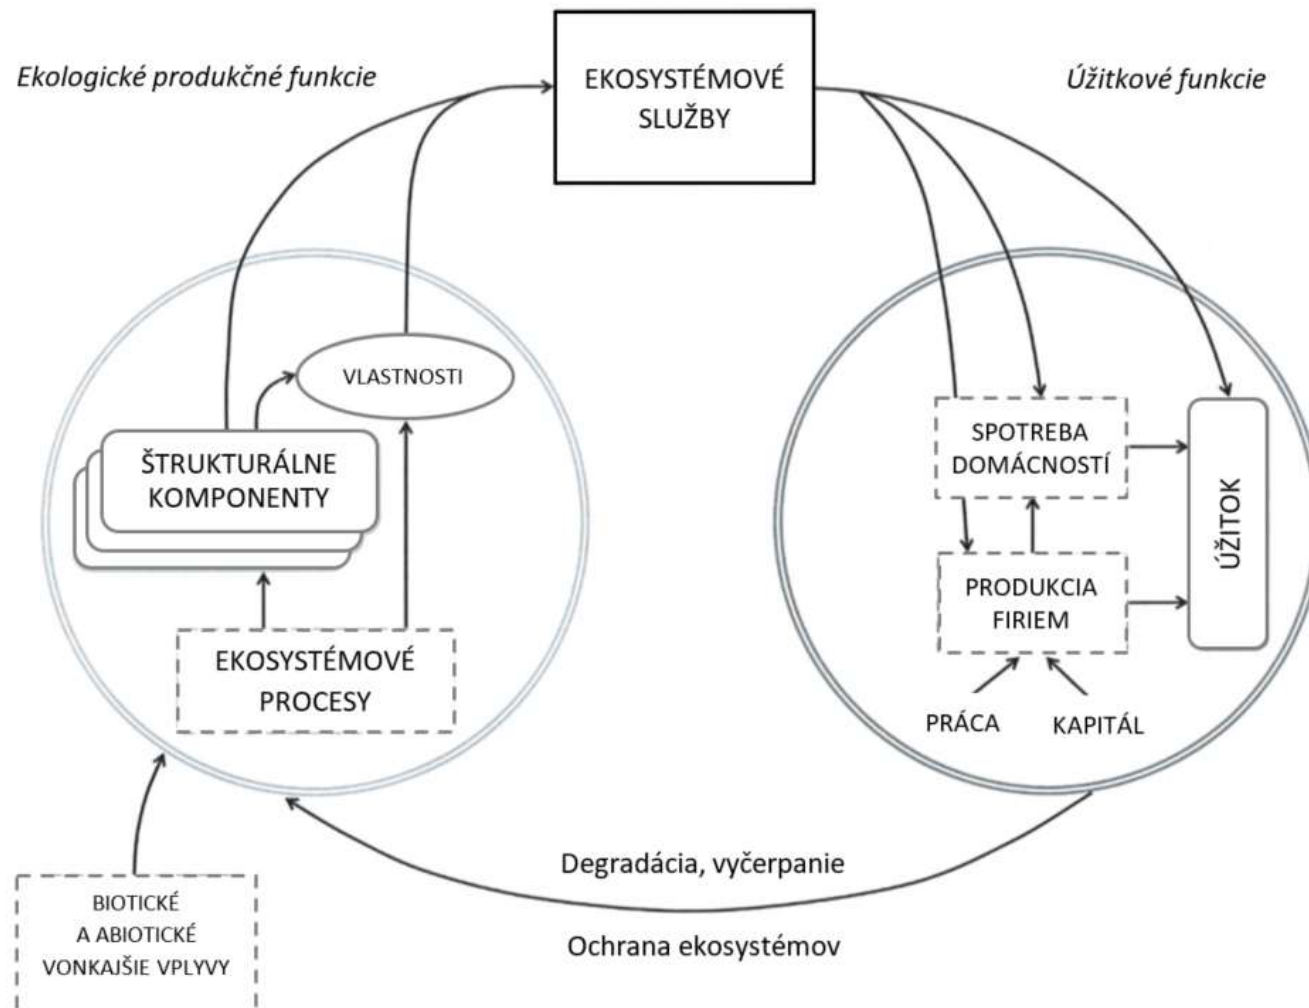 Ekologické produkčné funkcie
EKOSYSTÉMOVÉ
SLUŽBY
Úžitkové funkcie
VLASTNOSTI
ŠTRUKTURÁLNE
KOMPONENTY
EKOSYSTÉMOVÉ
PROCESY
SPOTREBA
DOMÁCNOSTÍ
PRODUKCIA
FIRIEM
PRÁCA
KAPITÁL
ÚŽITOK
Degradácia, vyčerpanie
Ochrana ekosystémov
BIOTICKÉ
A ABIOTICKÉ
VONKAJŠIE VPLYVY